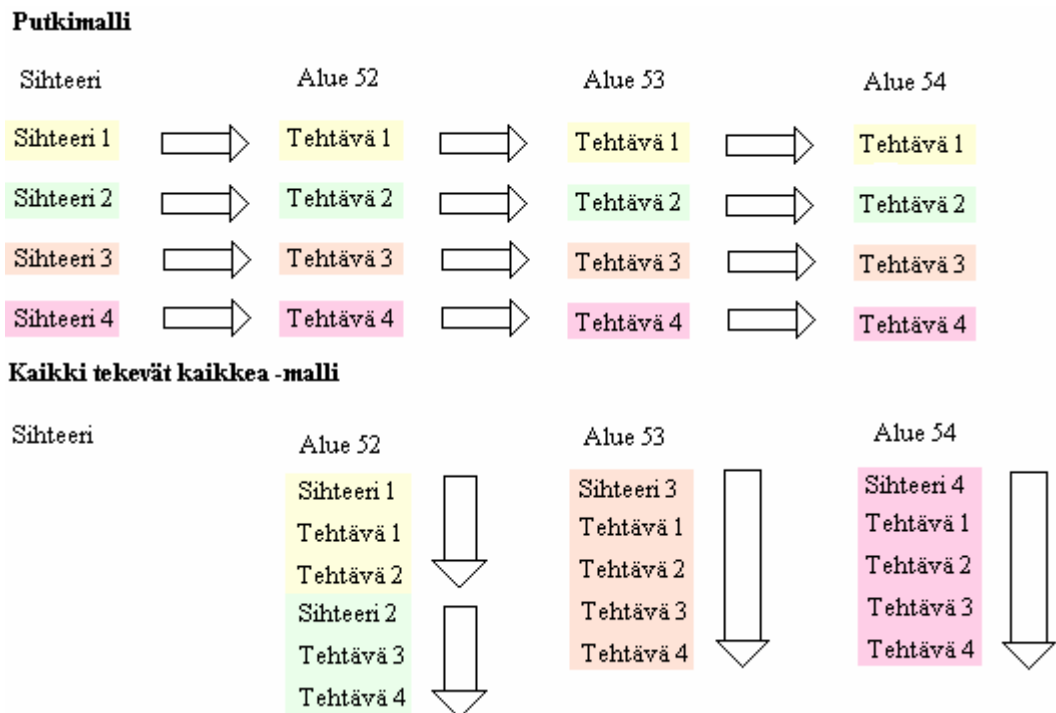 Putkimalli
Sihteeri Alue 52 Alue 53 Alue 54
Sihteeri 1 Tehtävä 1 Tehtävä 1 Tehtävä 1
Sihteeri 2 Tehtävä 2 Tehtävä 2 Tehtävä 2
Sihteeri 3 Tehtävä 3 Tehtävä 3 Tehtävä 3
Sihteeri 4 Tehtävä 4 Tehtävä 4 Tehtävä 4
Kaikki tekevät kaikkea -malli
Sihteeri Alue 52 Alue 53 Alue 54
Sihteeri 1 Sihteeri 3 Sihteeri 4
Tehtävä 1 Tehtävä 1 Tehtävä 1
Tehtävä 2 Tehtävä 2 Tehtävä 2
Sihteeri 2 Tehtävä 3 Tehtävä 3
Tehtävä 3 Tehtävä 4 Tehtävä 4
Tehtävä 4